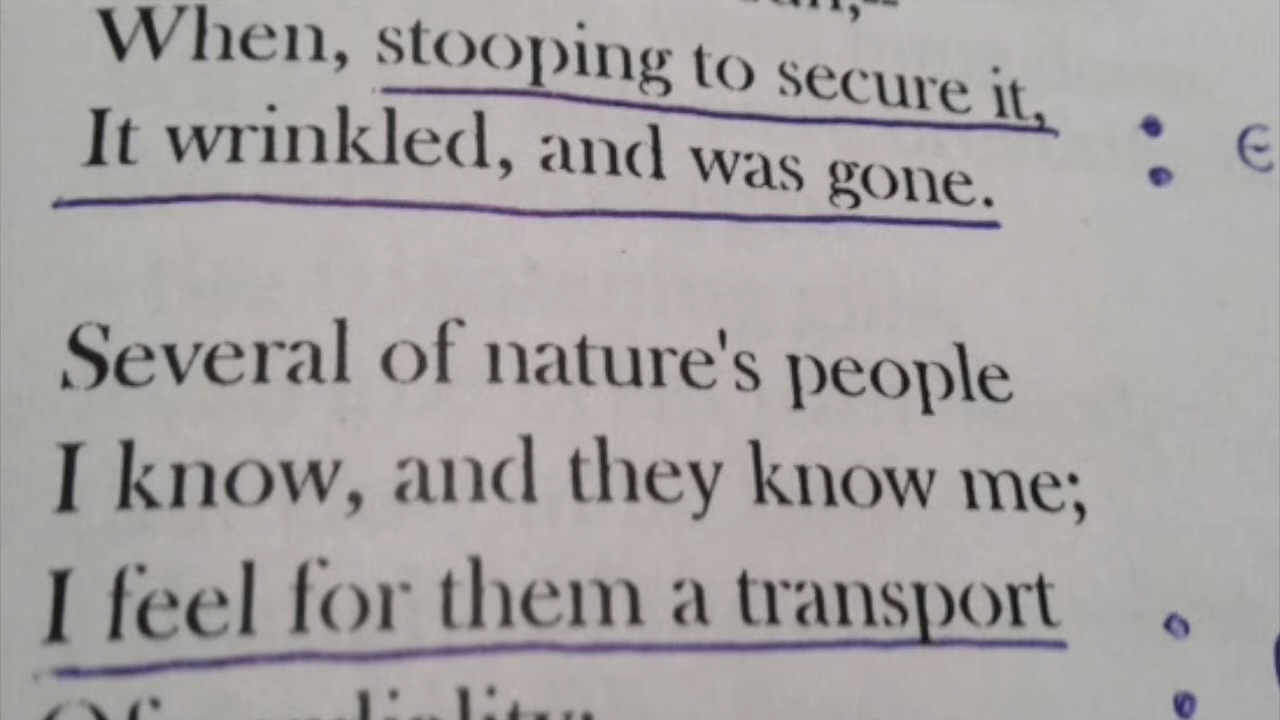 When, stooping to secure it,
It wrinkled, and was gone.
Several of nature's people
I know, and they know me;
I feel for them a transport